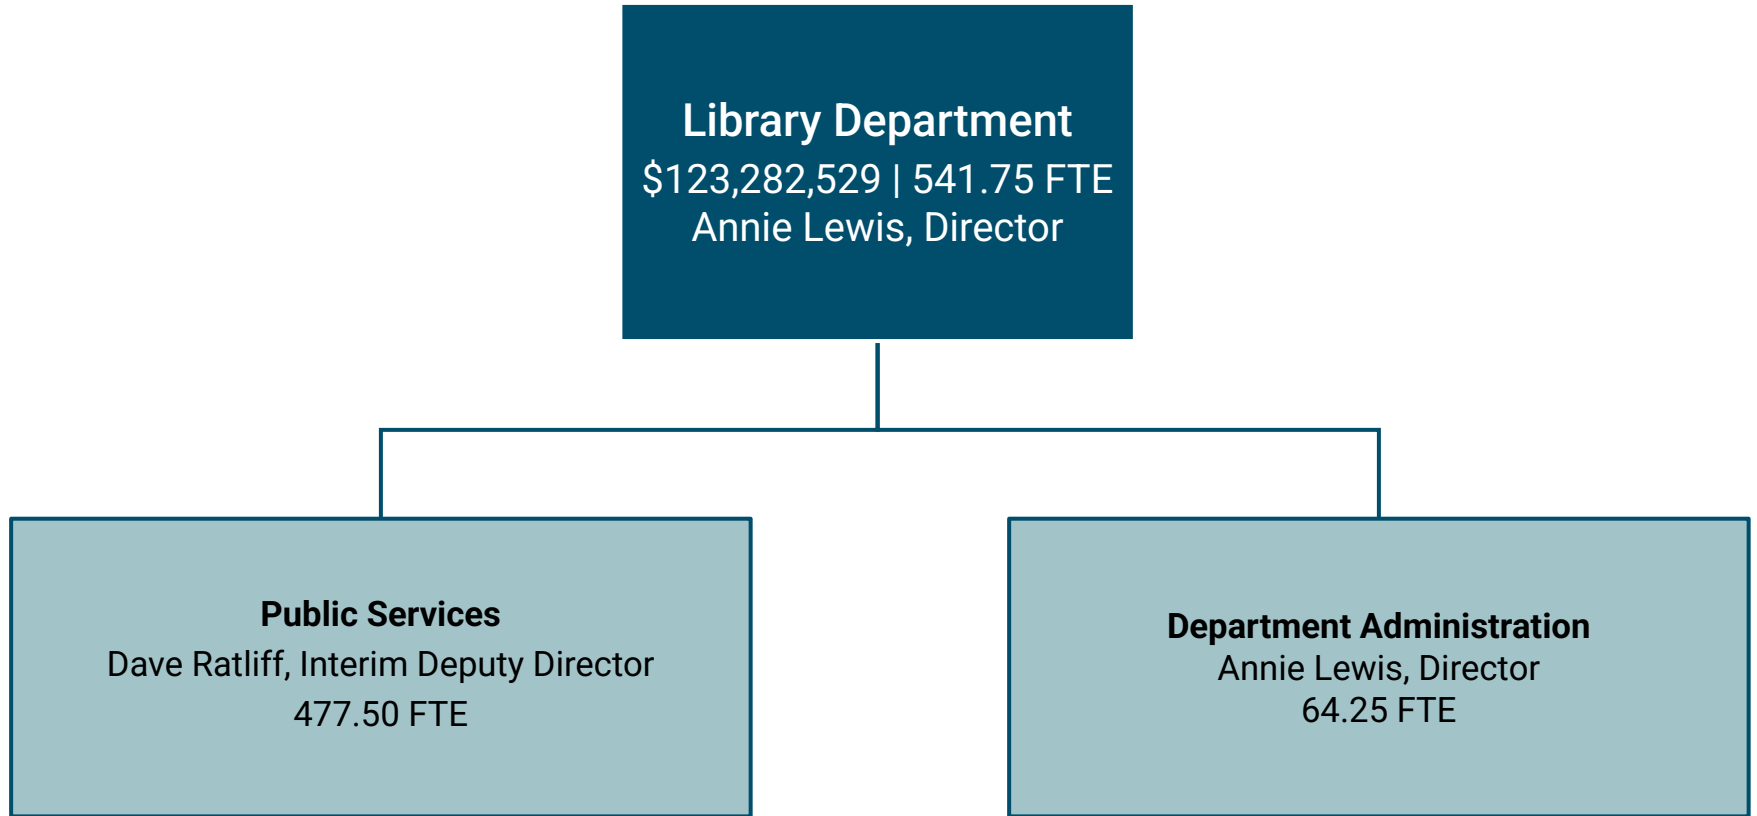 Library Department
$123,282,529 | 541.75 FTE
Annie Lewis, Director
Public Services
Dave Ratliff, Interim Deputy Director
477.50 FTE
Department Administration
Annie Lewis, Director
64.25 FTE